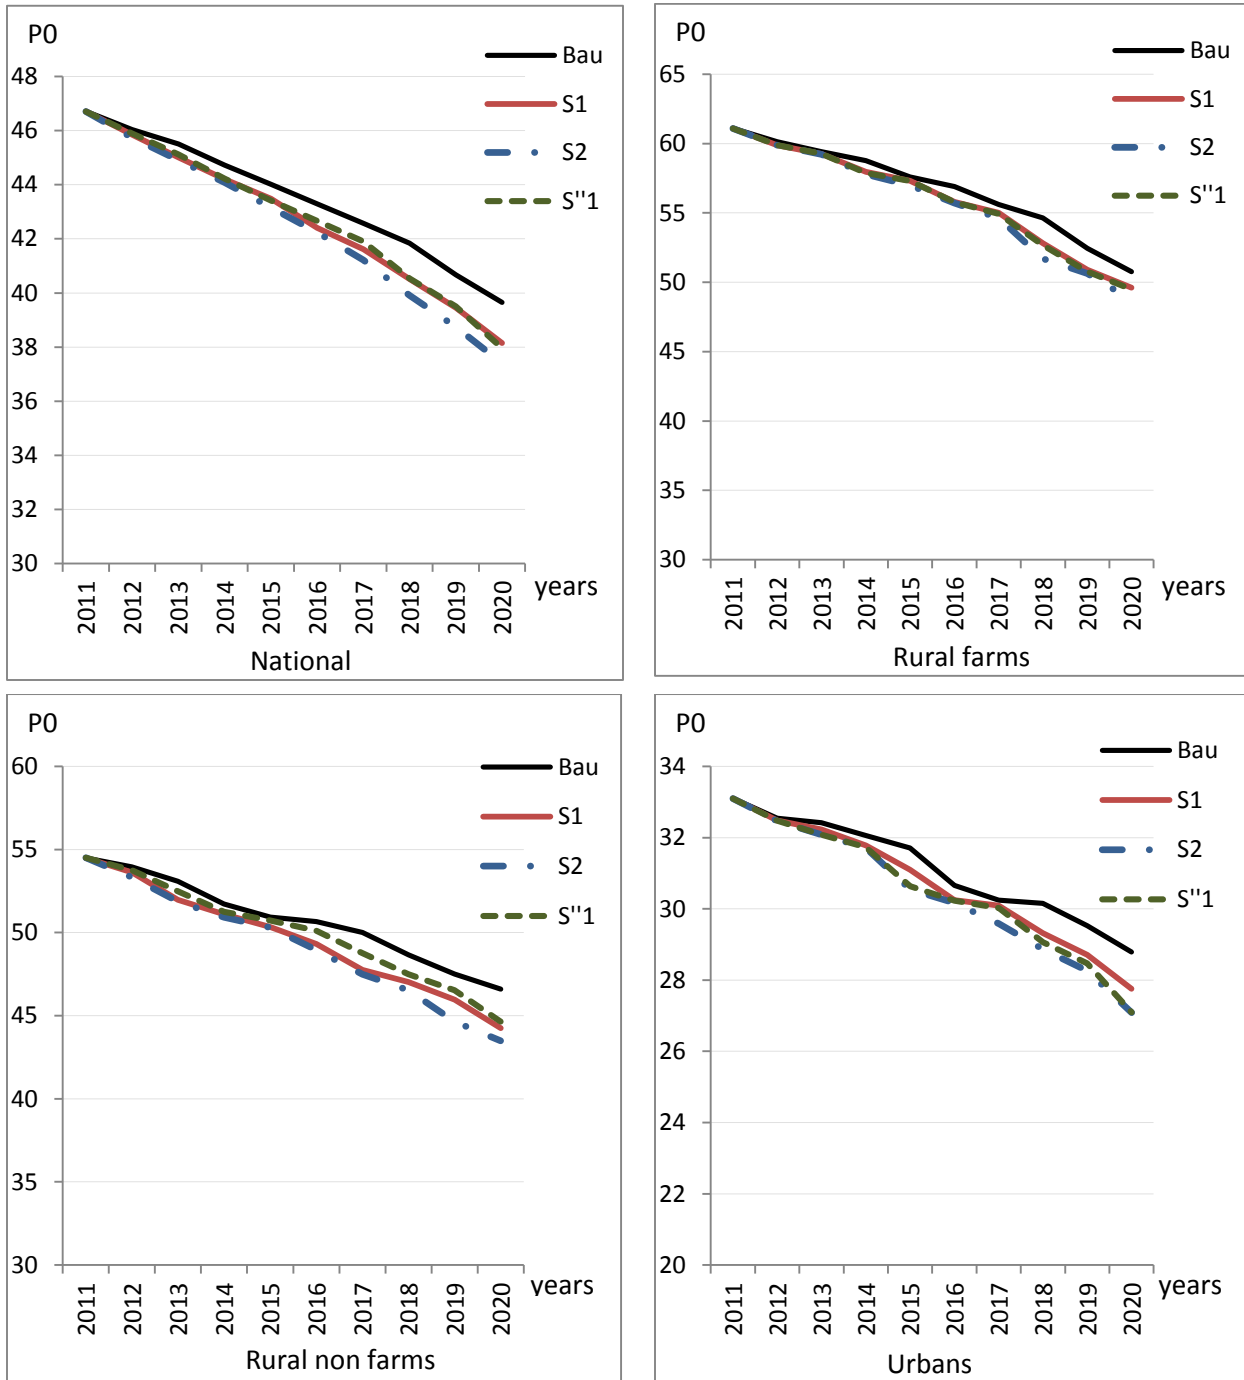 P0
Bau
S1
S2
S''1
48
46
44
42
40
38
36
34
32
30
2011
2012
2013
2014
2015
2016
2017
2018
2019
2020
years
National
P0
Bau
S1
S2
S''1
65
60
55
50
45
40
35
30
2011
2012
2013
2014
2015
2016
2017
2018
2019
2020
years
Rural farms
P0
Bau
S1
S2
S''1
60
55
50
45
40
35
30
2011
2012
2013
2014
2015
2016
2017
2018
2019
2020
years
Rural non farms
P0
Bau
S1
S2
S''1
34
32
30
28
26
24
22
20
2011
2012
2013
2014
2015
2016
2017
2018
2019
2020
years
Urbans